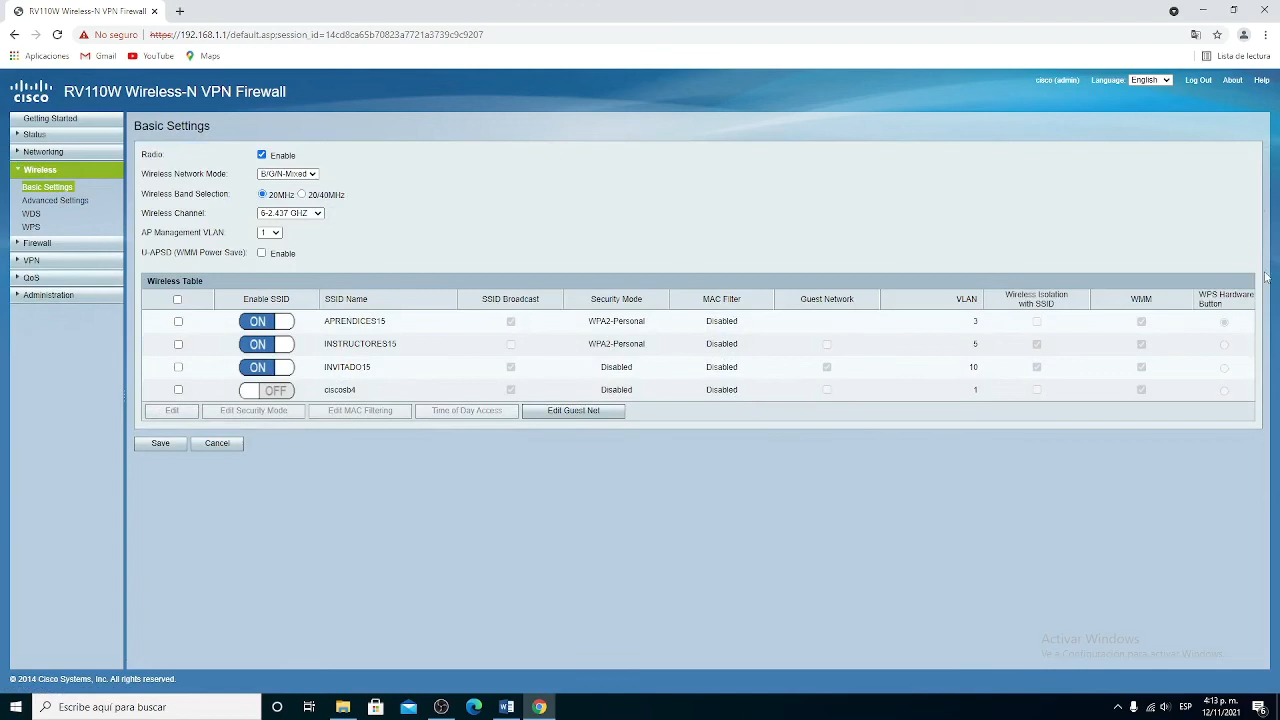 RV110W Wireless-N VPN Firewall
No seguro https://192.168.1.1/default.asp;session_id=14cd8ca65b70823a7721a3739c9c9207
Aplicaciones Gmail YouTube Maps Lista de lectura
cisco (admin) Language: English Log Out About Help
CISCO RV110W Wireless-N VPN Firewall
Getting Started
Status
Networking
Wireless
Basic Settings
Advanced Settings
WDS
WPS
Firewall
VPN
QoS
Administration
Basic Settings
Radio: Enable
Wireless Network Mode: B/G/N-Mixed
Wireless Band Selection: 20MHz 20/40MHz
Wireless Channel: 6-2.437 GHZ
AP Management VLAN: 1
U-APSD (WMM Power Save): Enable
Wireless Table
Enable SSID SSID Name SSID Broadcast Security Mode MAC Filter Guest Network VLAN Wireless Isolation with SSID WMM WPS Hardware Button
ON APRENDICES15 WPA2-Personal Disabled 3
ON INSTRUCTORES15 WPA2-Personal Disabled 5
ON INVITADO15 Disabled Disabled 10
OFF ciscosb4 Disabled Disabled 1
Edit Edit Security Mode Edit MAC Filtering Time of Day Access Edit Guest Net
Save Cancel
Activar Windows
Ve a Configuración para activar Windows.
© 2014 Cisco Systems, Inc. All rights reserved.
Escribe aquí para buscar
ESP
4:13 p.m.
12/11/2021